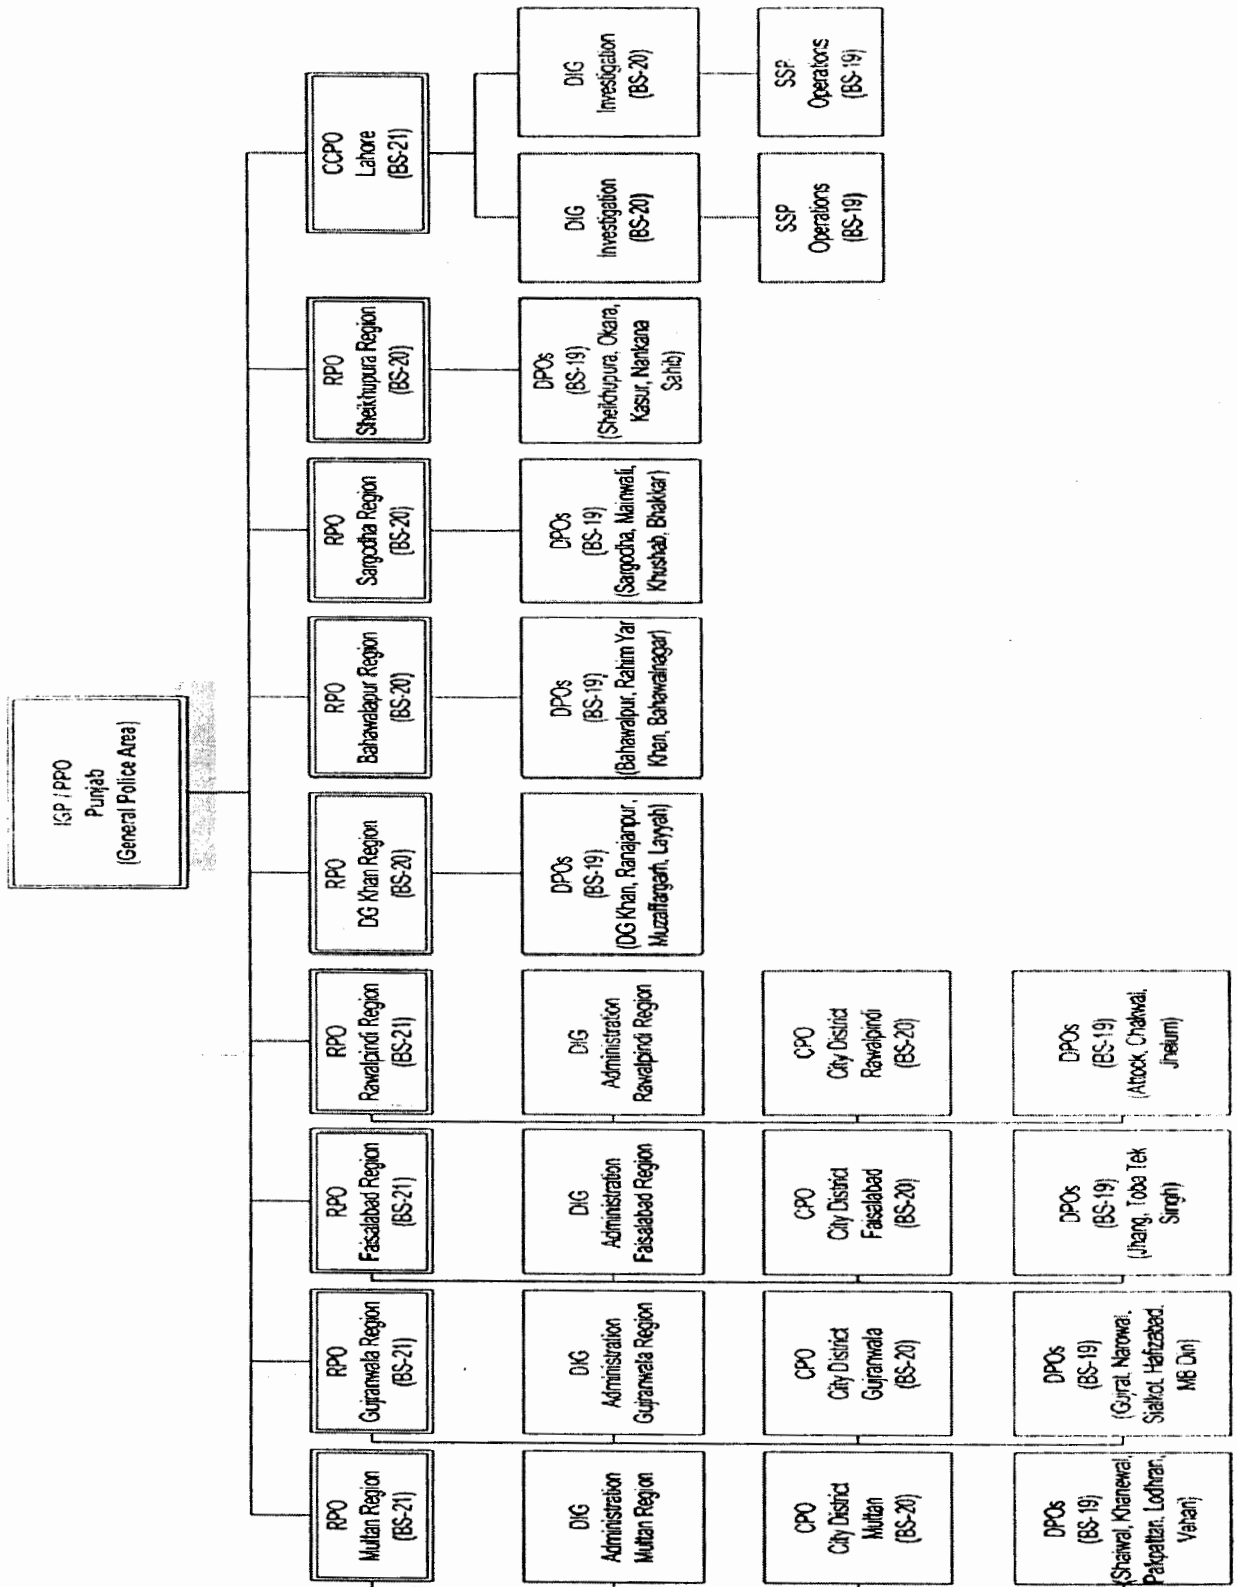 IGP / PPO
Punjab
(General Police Area)
RPO
Multan Region
(BS-21)
RPO
Gujranwala Region
(BS-21)
RPO
Faisalabad Region
(BS-21)
RPO
Rawalpindi Region
(BS-21)
RPO
DG Khan Region
(BS-20)
RPO
Bahawalapur Region
(BS-20)
RPO
Sargodha Region
(BS-20)
RPO
Sheikhupura Region
(BS-20)
CCPO
Lahore
(BS-21)
DIG
Administration
Multan Region
DIG
Administration
Gujranwala Region
DIG
Administration
Faisalabad Region
DIG
Administration
Rawalpindi Region
DPOs
(BS-19)
(DG Khan, Ranajanpur,
Muzaffargarh, Layyah)
DPOs
(BS-19)
(Bahawalpur, Rahim Yar
Khan, Bahawalnagar)
DPOs
(BS-19)
(Sargodha, Mainwali,
Khushab, Bhakkar)
DPOs
(BS-19)
(Sheikhupura, Okara,
Kasur, Nankana
Sahib)
DIG
Investigation
(BS-20)
DIG
Investigation
(BS-20)
CPO
City District
Multan
(BS-20)
CPO
City District
Gujranwala
(BS-20)
CPO
City District
Faisalabad
(BS-20)
CPO
City District
Rawalpindi
(BS-20)
SSP
Operations
(BS-19)
SSP
Operations
(BS-19)
DPOs
(BS-19)
(Shaiwal, Khanewal,
Pakpattan, Lodhran,
Vehari)
DPOs
(BS-19)
(Gujrat, Narowal,
Sialkot, Hafizabad,
MB Din)
DPOs
(BS-19)
(Jhang, Toba Tek
Singh)
DPOs
(BS-19)
(Attock, Chakwal,
Jhelum)